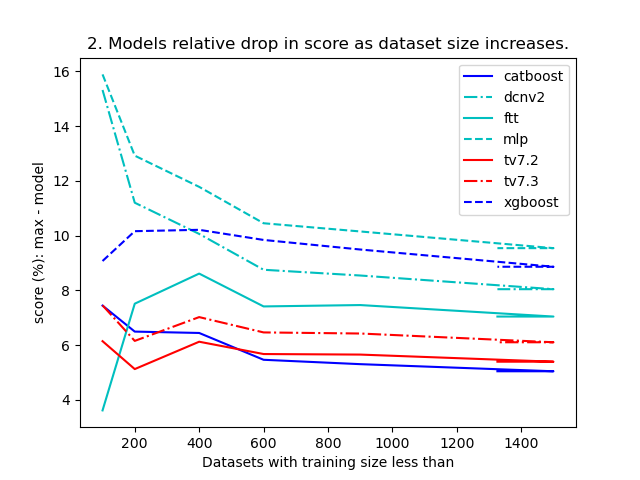 2. Models relative drop in score as dataset size increases.
score (%): max - model
16
14
12
10
8
6
4
catboost
dcnv2
ftt
mlp
tv7.2
tv7.3
xgboost
200
400
600
800
1000
1200
1400
Datasets with training size less than